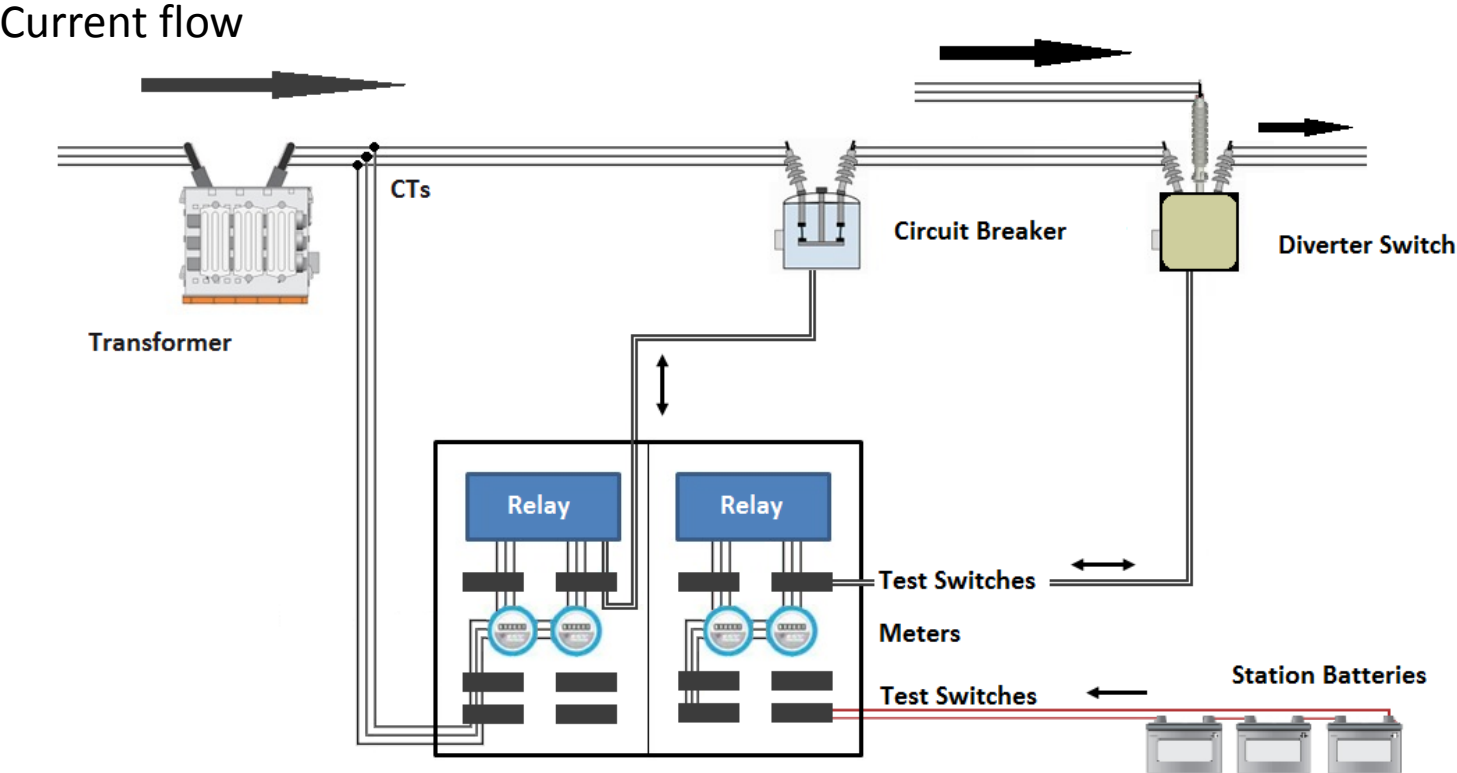 Current flow
CTs
Circuit Breaker
Diverter Switch
Transformer
Relay
Relay
Test Switches
Meters
Station Batteries
Test Switches